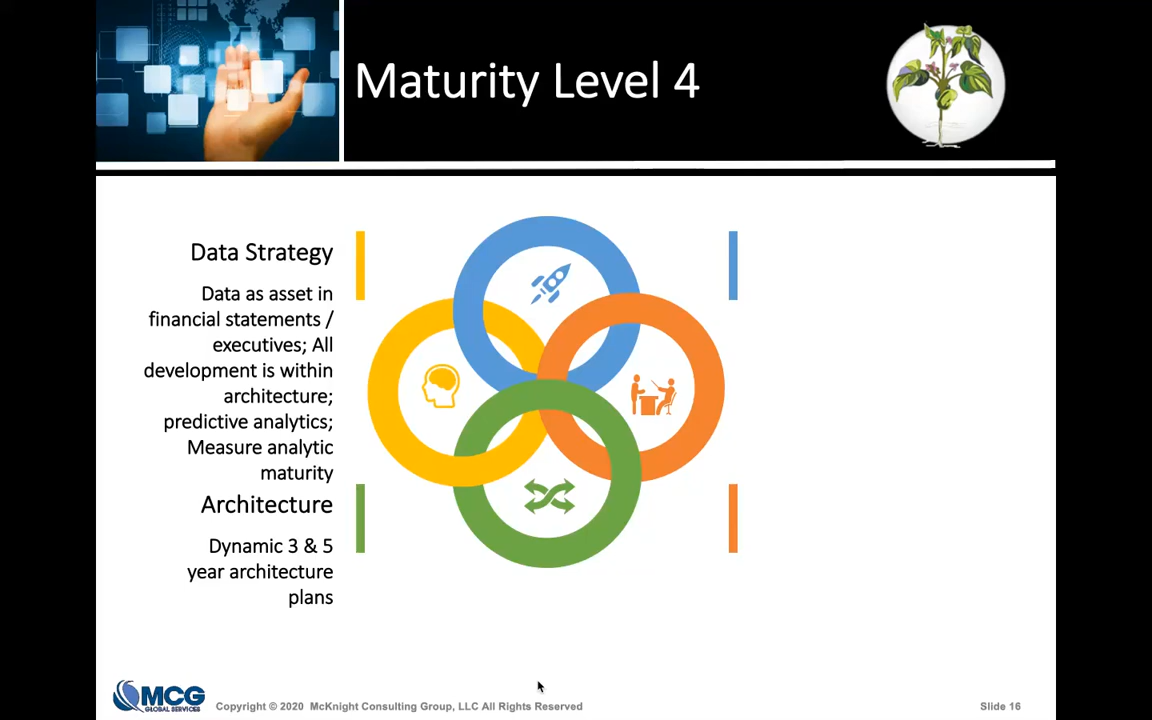 Maturity Level 4
Data Strategy
Data as asset in
financial statements /
executives; All
development is within
architecture;
predictive analytics;
Measure analytic
maturity
Architecture
Dynamic 3 & 5
year architecture
plans
MCG
GLOBAL SERVICES
Copyright © 2020 McKnight Consulting Group, LLC All Rights Reserved
Slide 16